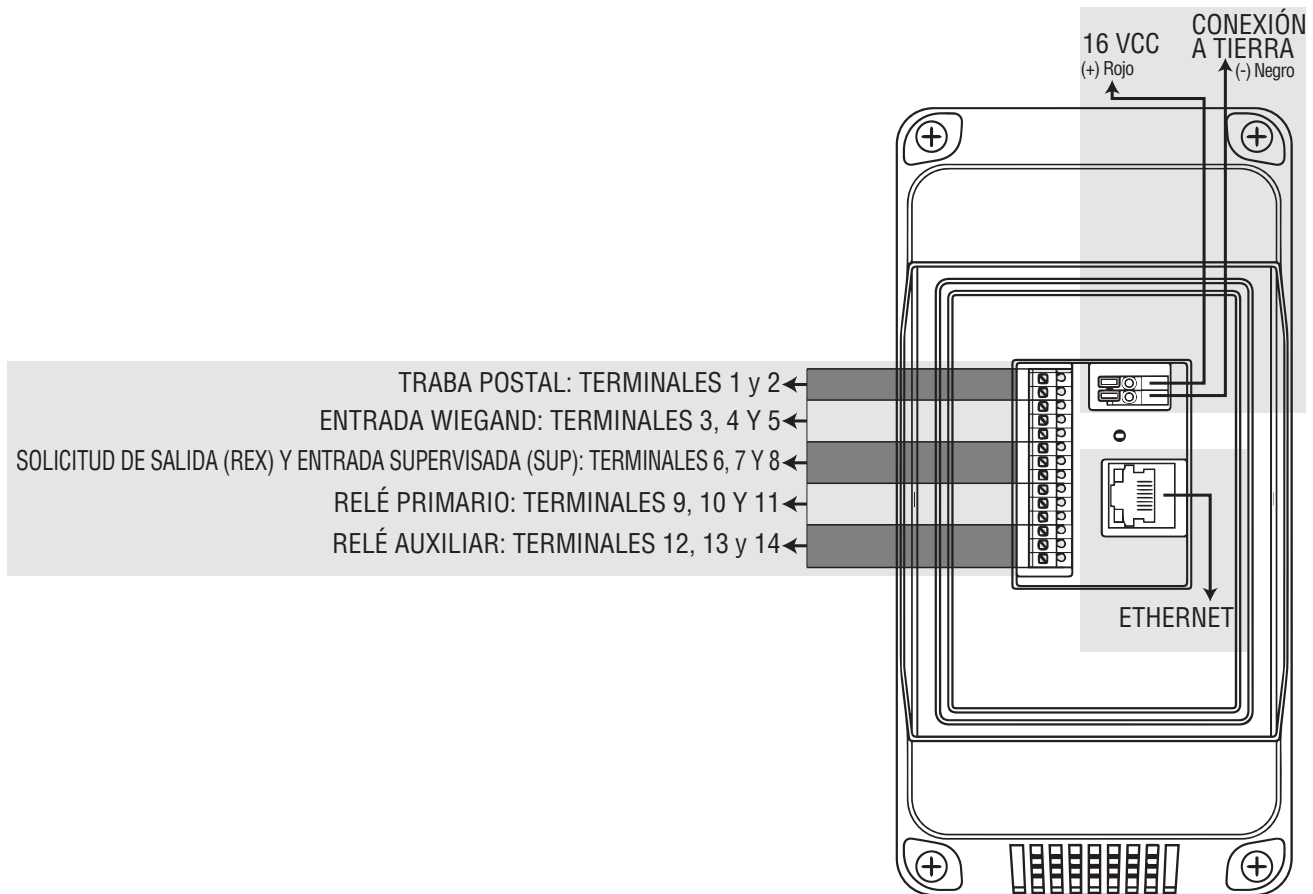 16 VCC
(+) Rojo
CONEXIÓN
A TIERRA
(-) Negro
TRABA POSTAL: TERMINALES 1 y 2
ENTRADA WIEGAND: TERMINALES 3, 4 Y 5
SOLICITUD DE SALIDA (REX) Y ENTRADA SUPERVISADA (SUP): TERMINALES 6, 7 Y 8
RELÉ PRIMARIO: TERMINALES 9, 10 Y 11
RELÉ AUXILIAR: TERMINALES 12, 13 y 14
ETHERNET